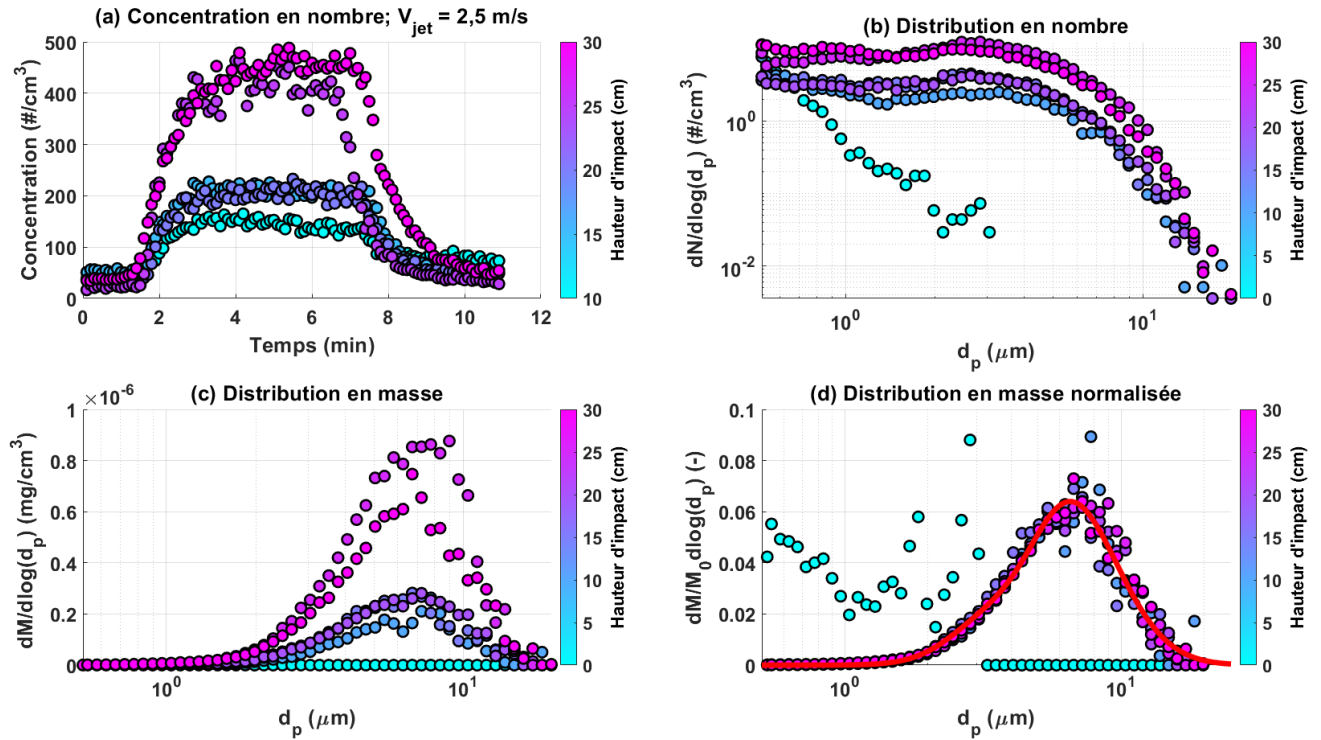 (a) Concentration en nombre; V_jet = 2,5 m/s
Concentration (#/cm³)
500
400
300
200
100
0
0 2 4 6 8 10 12
Temps (min)
30
25
20
15
10
Hauteur d'impact (cm)
(b) Distribution en nombre
dN/dlog(d_p) (#/cm³)
10⁰
10⁻²
10⁰ 10¹
d_p (μm)
30
25
20
15
10
5
0
Hauteur d'impact (cm)
(c) Distribution en masse
×10⁻⁶
dM/dlog(d_p) (mg/cm³)
1
0.8
0.6
0.4
0.2
0
10⁰ 10¹
d_p (μm)
30
25
20
15
10
5
0
Hauteur d'impact (cm)
(d) Distribution en masse normalisée
dM/M₀dlog(d_p) (-)
0.1
0.08
0.06
0.04
0.02
0
10⁰ 10¹
d_p (μm)
30
25
20
15
10
5
0
Hauteur d'impact (cm)